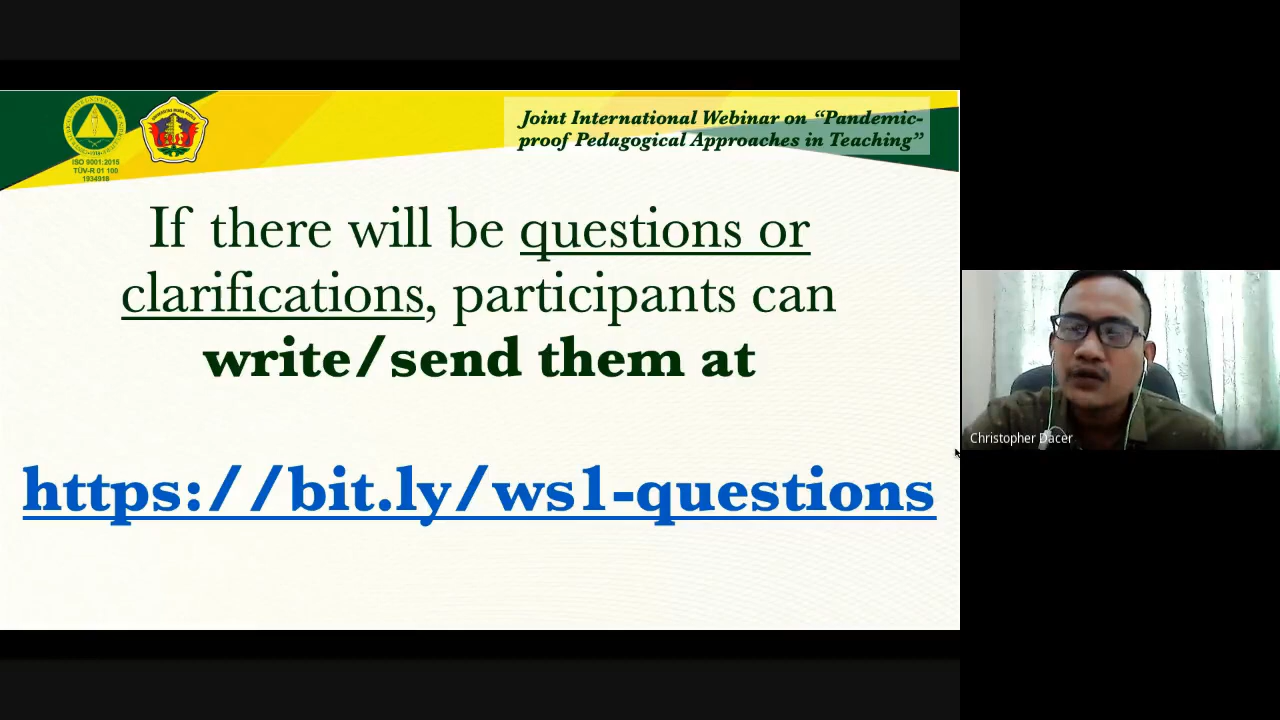 Joint International Webinar on “Pandemic-
proof Pedagogical Approaches in Teaching”
ISO 9001:2015
TÜV-R 01 100
1934918
If there will be questions or
clarifications, participants can
write/send them at
https://bit.ly/ws1-questions
Christopher Dacer